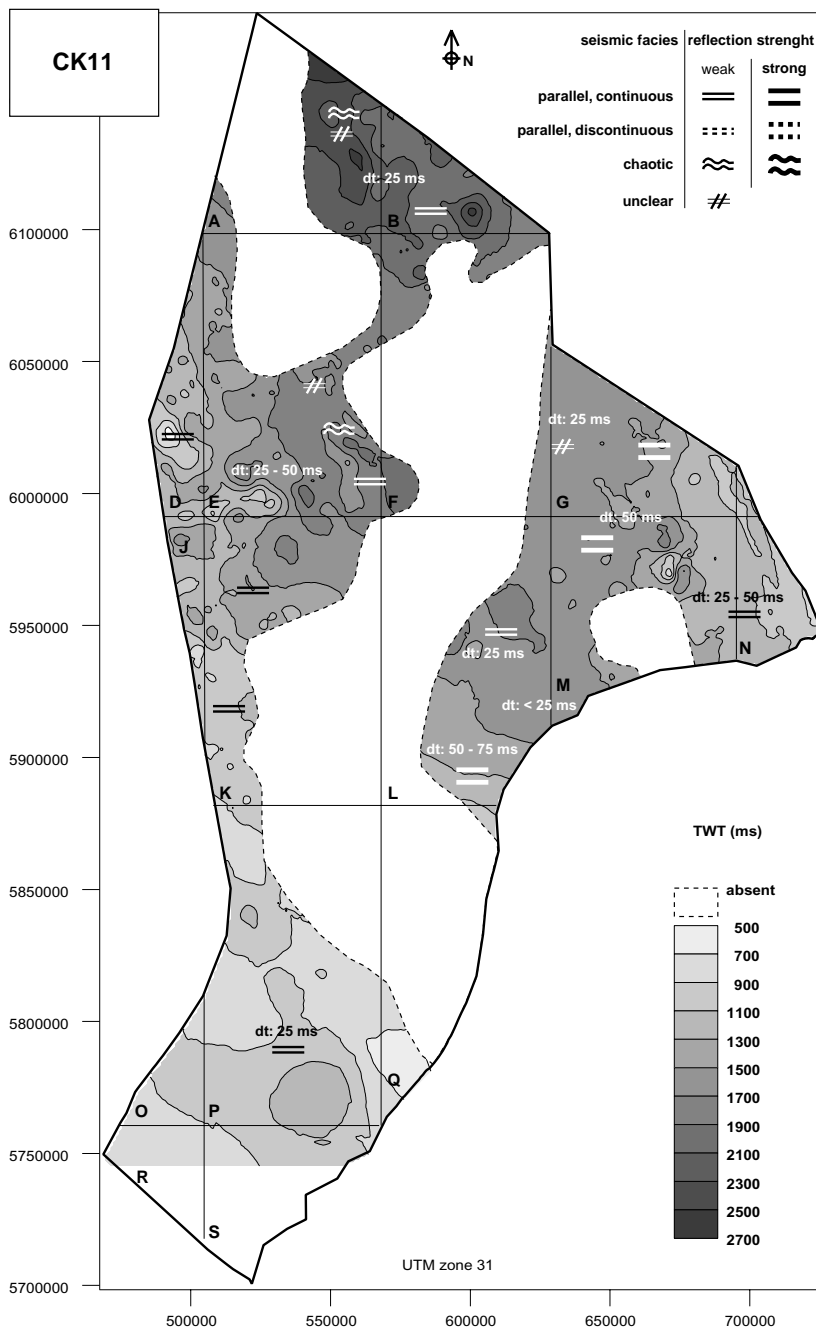 CK11
N
seismic facies reflection strenght
weak strong
parallel, continuous
parallel, discontinuous
chaotic
unclear
dt: 25 ms
A B
6100000
6050000
dt: 25 ms
dt: 25 - 50 ms
6000000
D E F G
dt: 50 ms
J
dt: 25 - 50 ms
5950000
dt: 25 ms
N
M
dt: < 25 ms
5900000
dt: 50 - 75 ms
K L
TWT (ms)
5850000
absent
500
700
900
1100
1300
1500
1700
1900
2100
2300
2500
2700
5800000
dt: 25 ms
Q
O P
5750000
R
S
UTM zone 31
5700000
500000 550000 600000 650000 700000